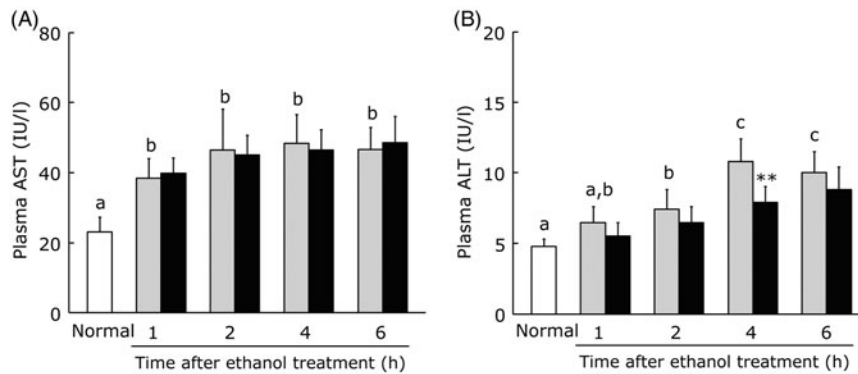 (A)
80
60
40
20
0
Plasma AST (IU/l)
a
b
b
b
b
Normal
1
2
4
6
Time after ethanol treatment (h)
(B)
20
15
10
5
0
Plasma ALT (IU/l)
a
a,b
b
c
**
c
Normal
1
2
4
6
Time after ethanol treatment (h)